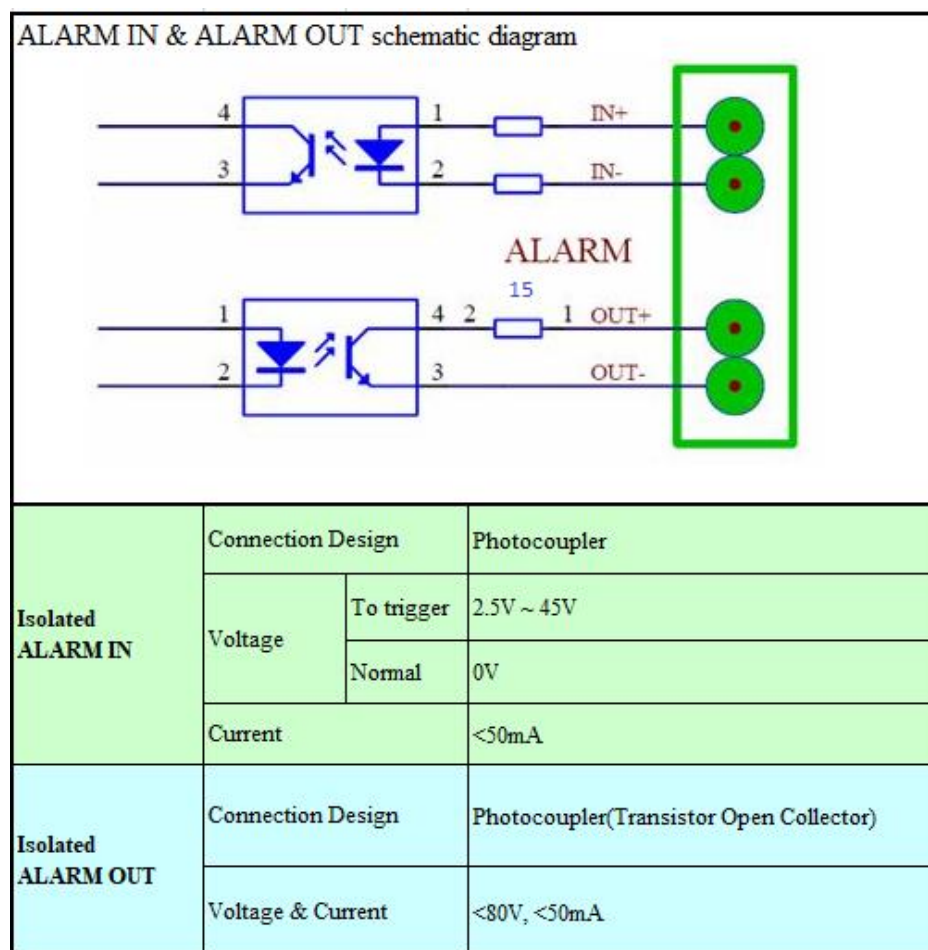 ALARM IN & ALARM OUT schematic diagram
4 1 IN+
3 2 IN-
ALARM
15
1 4 2 1 OUT+
2 3 OUT-
Isolated
ALARM IN
Connection Design
Photocoupler
Voltage
To trigger
2.5V ~ 45V
Normal
0V
Current
<50mA
Isolated
ALARM OUT
Connection Design
Photocoupler(Transistor Open Collector)
Voltage & Current
<80V, <50mA